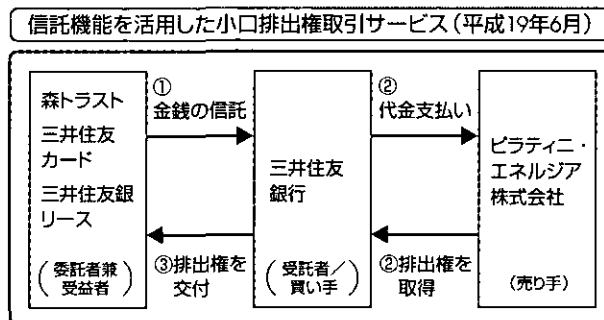 信託機能を活用した小口排出権取引サービス（平成19年6月）
森トラスト
三井住友
カード
三井住友銀
リース
（委託者兼
受益者）
①
金銭の信託
③排出権を
交付
三井住友
銀行
（受託者／
買い手）
②
代金支払い
②排出権を
取得
ピラティニ・
エネルジア
株式会社
（売り手）